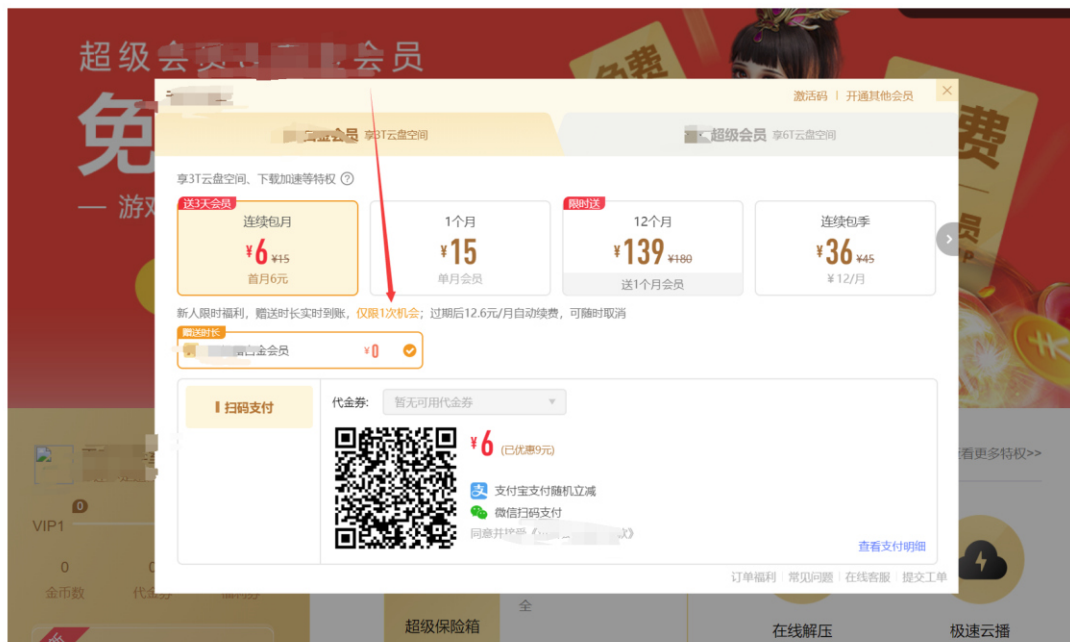 超级会员 会员
免费
免
免费
— 游戏
激活码 | 开通其他会员
白金会员 享3T云盘空间
超级会员 享6T云盘空间
享3T云盘空间、下载加速等特权 ?
送3天会员
连续包月
¥6 ¥15
首月6元
1个月
¥15
单月会员
限时送
12个月
¥139 ¥180
送1个月会员
连续包季
¥36 ¥45
¥12/月
新人限时福利，赠送时长实时到账，仅限1次机会；过期后12.6元/月自动续费，可随时取消
赠送时长
白金会员 ¥0
扫码支付
代金券: 暂无可用代金券
¥6 (已优惠9元)
支付宝支付随机立减
微信扫码支付
同意并接受《
查看支付明细
订单福利 | 常见问题 | 在线客服 | 提交工单
看更多特权>>
0
VIP1
0
金币数
代金券
福利券
超级保险箱
全
在线解压
极速云播